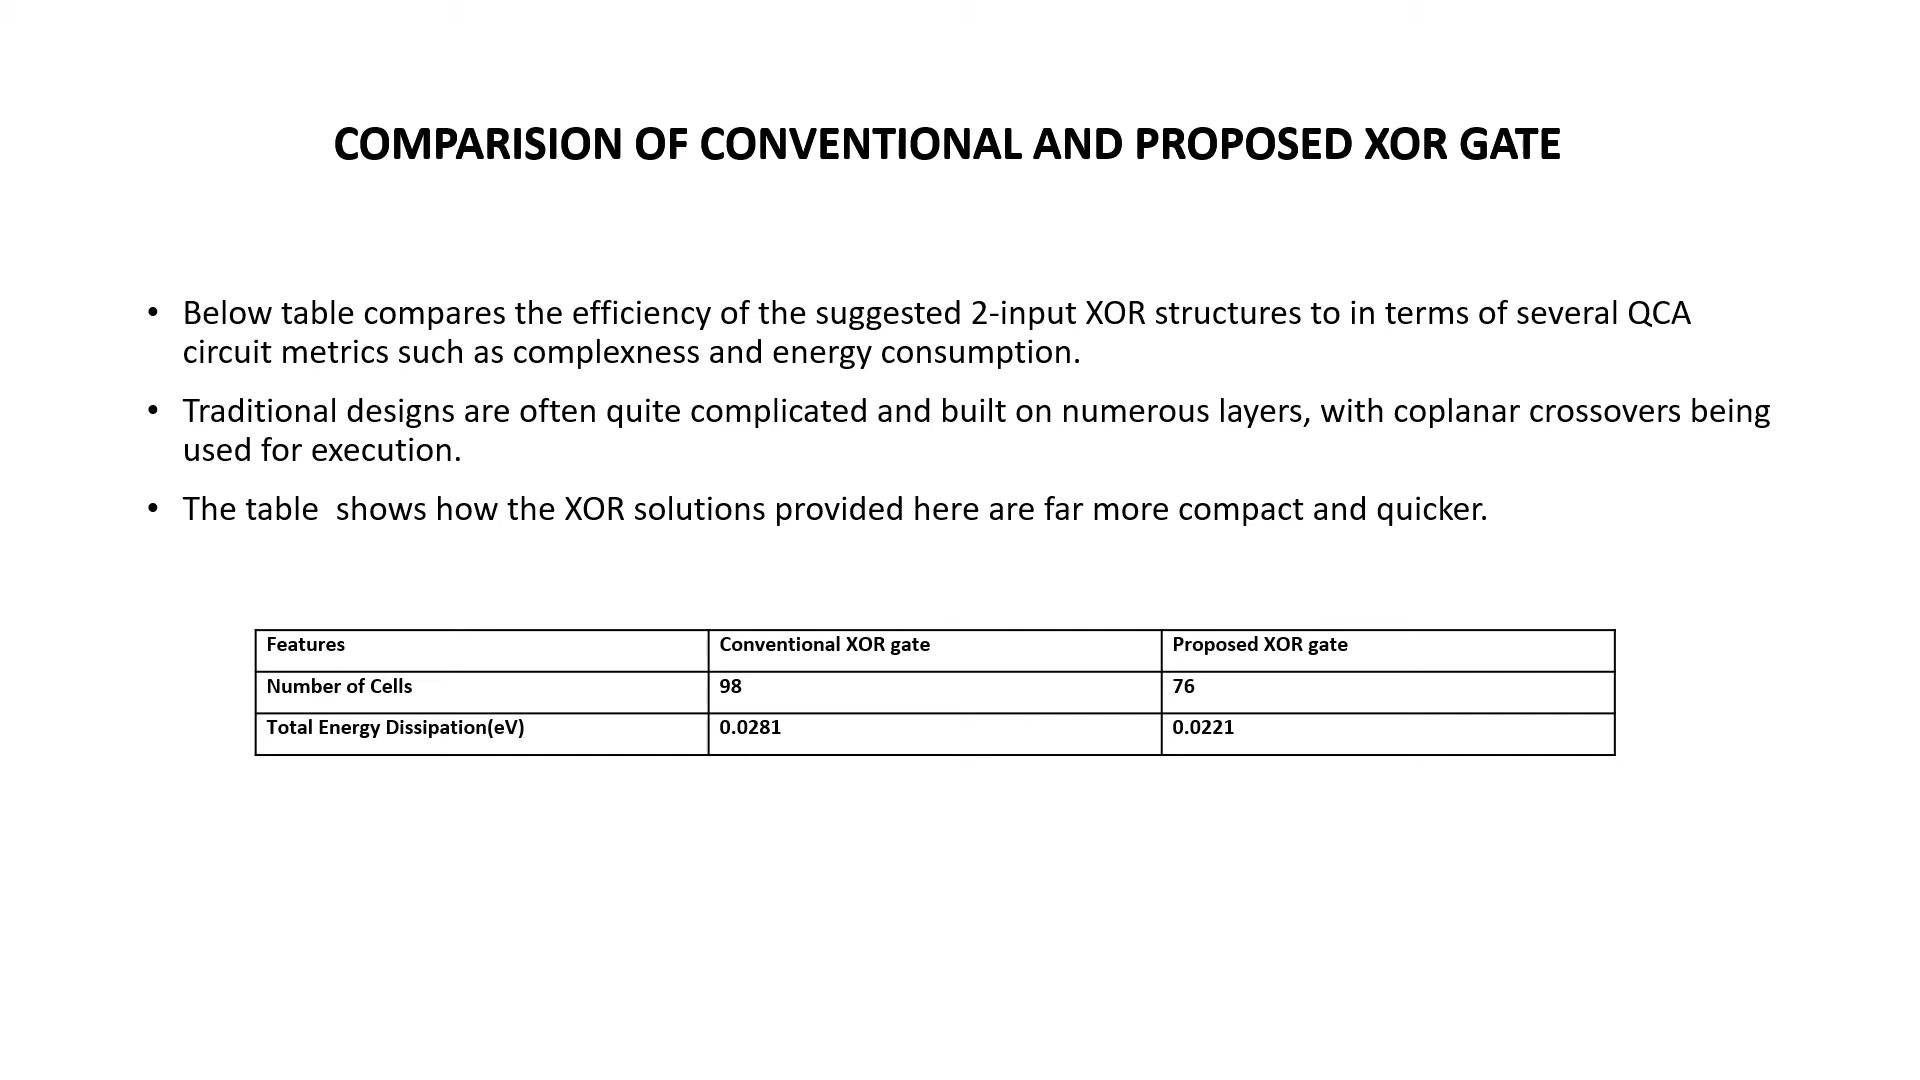 COMPARISION OF CONVENTIONAL AND PROPOSED XOR GATE
• Below table compares the efficiency of the suggested 2-input XOR structures to in terms of several QCA
circuit metrics such as complexness and energy consumption.
• Traditional designs are often quite complicated and built on numerous layers, with coplanar crossovers being
used for execution.
• The table  shows how the XOR solutions provided here are far more compact and quicker.
Features Conventional XOR gate Proposed XOR gate
Number of Cells 98 76
Total Energy Dissipation(eV) 0.0281 0.0221